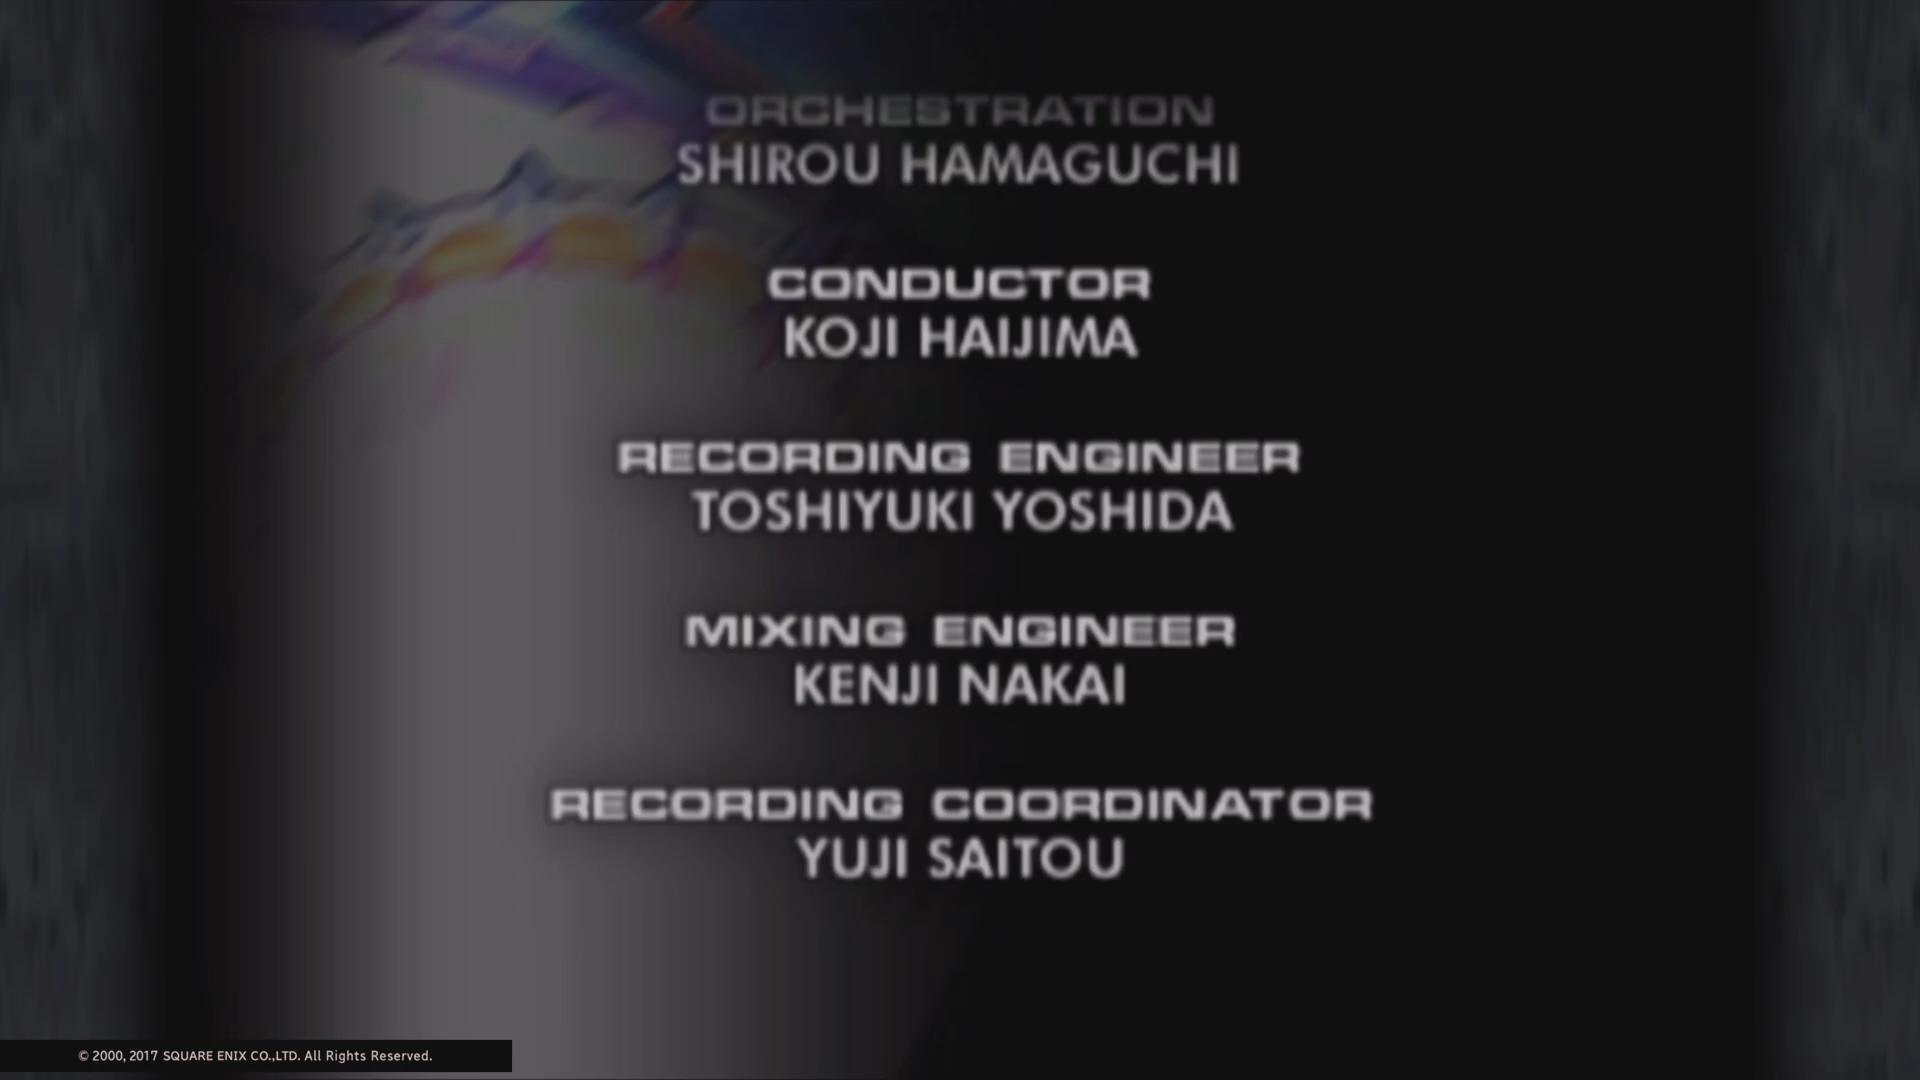 ORCHESTRATION
SHIROU HAMAGUCHI
CONDUCTOR
KOJI HAIJIMA
RECORDING ENGINEER
TOSHIYUKI YOSHIDA
MIXING ENGINEER
KENJI NAKAI
RECORDING COORDINATOR
YUJI SAITOU
© 2000, 2017 SQUARE ENIX CO.,LTD. All Rights Reserved.